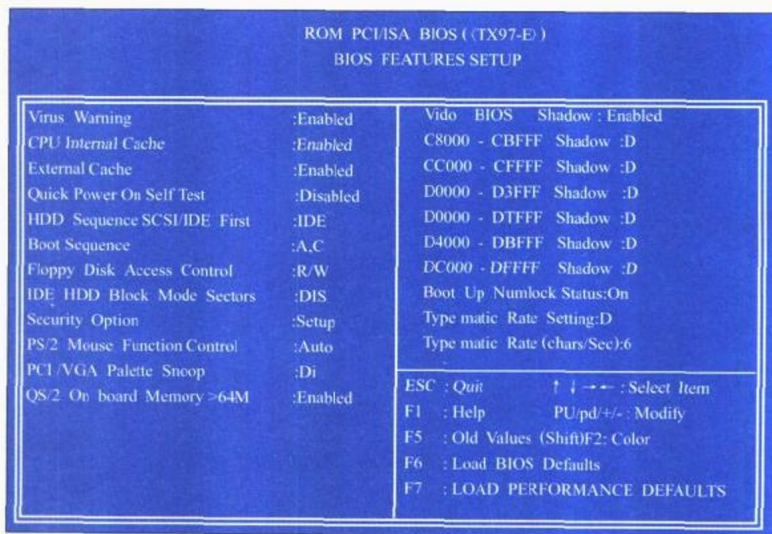 ROM PCI/ISA BIOS ( (TX97-E) )
BIOS FEATURES SETUP
Virus Warning :Enabled
CPU Internal Cache :Enabled
External Cache :Enabled
Quick Power On Self Test :Disabled
HDD Sequence SCSI/IDE First :IDE
Boot Sequence :A,C
Floppy Disk Access Control :R/W
IDE HDD Block Mode Sectors :DIS
Security Option :Setup
PS/2 Mouse Function Control :Auto
PCI /VGA Palette Snoop :Di
QS/2 On board Memory >64M :Enabled
Vido BIOS Shadow : Enabled
C8000 - CBFFF Shadow :D
CC000 - CFFFF Shadow :D
D0000 - D3FFF Shadow :D
D0000 - DTFFF Shadow :D
D4000 - DBFFF Shadow :D
DC000 - DFFFF Shadow :D
Boot Up Numlock Status:On
Type matic Rate Setting:D
Type matic Rate (chars/Sec):6
ESC : Quit ↑ ↓ → ← : Select Item
F1 : Help PU/pd/+/- : Modify
F5 : Old Values (Shift)F2: Color
F6 : Load BIOS Defaults
F7 : LOAD PERFORMANCE DEFAULTS